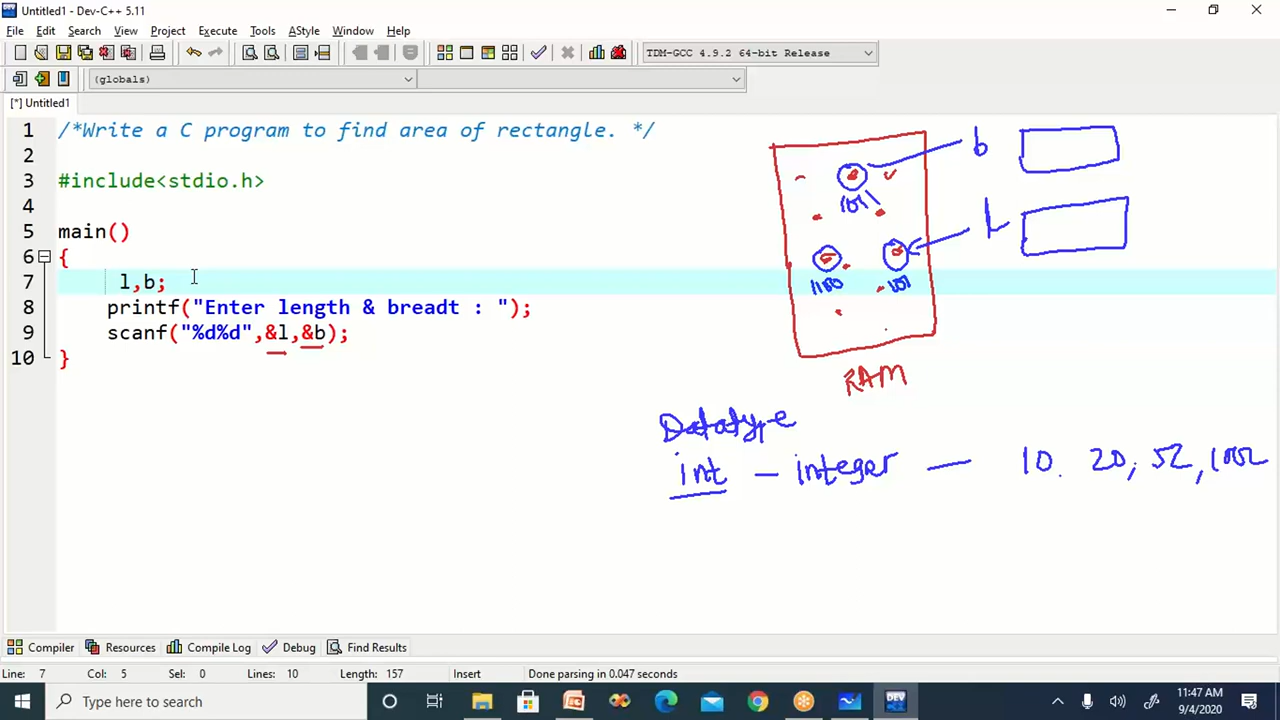 Untitled1 - Dev-C++ 5.11
File Edit Search View Project Execute Tools AStyle Window Help
TDM-GCC 4.9.2 64-bit Release
(globals)
[*] Untitled1
1 /*Write a C program to find area of rectangle. */
2
3 #include<stdio.h>
4
5 main()
6 {
7 l,b;
8 printf("Enter length & breadt : ");
9 scanf("%d%d",&l,&b);
10 }
b
101
L
1100 101
RAM
Datatype
int — integer — 10. 20, 52, 1002
Compiler Resources Compile Log Debug Find Results
Line: 7 Col: 5 Sel: 0 Lines: 10 Length: 157 Insert Done parsing in 0.047 seconds
Type here to search
DEV
11:47 AM
9/4/2020